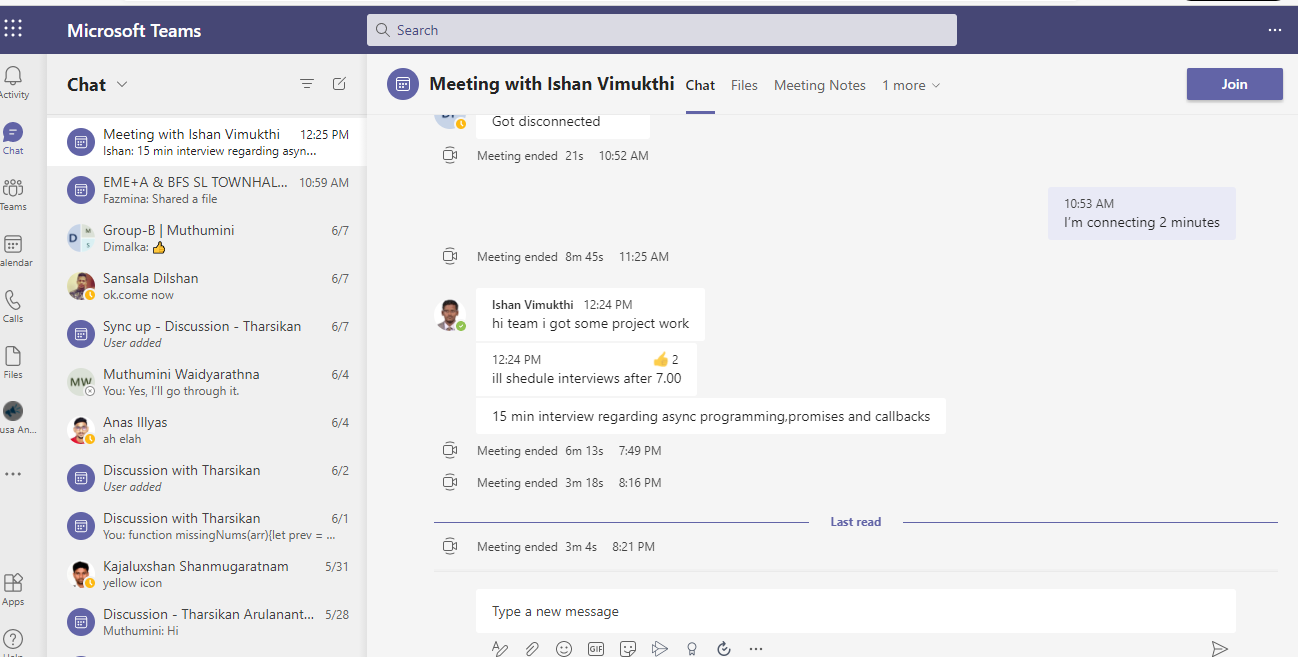 Microsoft Teams
Search
Activity
Chat
Teams
alendar
Calls
Files
usa An...
Apps
Help
Chat
Meeting with Ishan Vimukthi 12:25 PM
Ishan: 15 min interview regarding asyn...
EME+A & BFS SL TOWNHAL... 10:59 AM
Fazmina: Shared a file
D M S
Group-B | Muthumini 6/7
Dimalka: 👍
Sansala Dilshan 6/7
ok.come now
Sync up - Discussion - Tharsikan 6/7
User added
MW
Muthumini Waidyarathna 6/4
You: Yes, I'll go through it.
Anas Illyas 6/4
ah elah
Discussion with Tharsikan 6/2
User added
Discussion with Tharsikan 6/1
You: function missingNums(arr){let prev = ...
Kajaluxshan Shanmugaratnam 5/31
yellow icon
Discussion - Tharsikan Arulanant... 5/28
Muthumini: Hi
Meeting with Ishan Vimukthi Chat Files Meeting Notes 1 more Join
Got disconnected
Meeting ended 21s 10:52 AM
10:53 AM
I'm connecting 2 minutes
Meeting ended 8m 45s 11:25 AM
Ishan Vimukthi 12:24 PM
hi team i got some project work
12:24 PM 👍 2
ill shedule interviews after 7.00
15 min interview regarding async programming,promises and callbacks
Meeting ended 6m 13s 7:49 PM
Meeting ended 3m 18s 8:16 PM
Last read
Meeting ended 3m 4s 8:21 PM
Type a new message
GIF